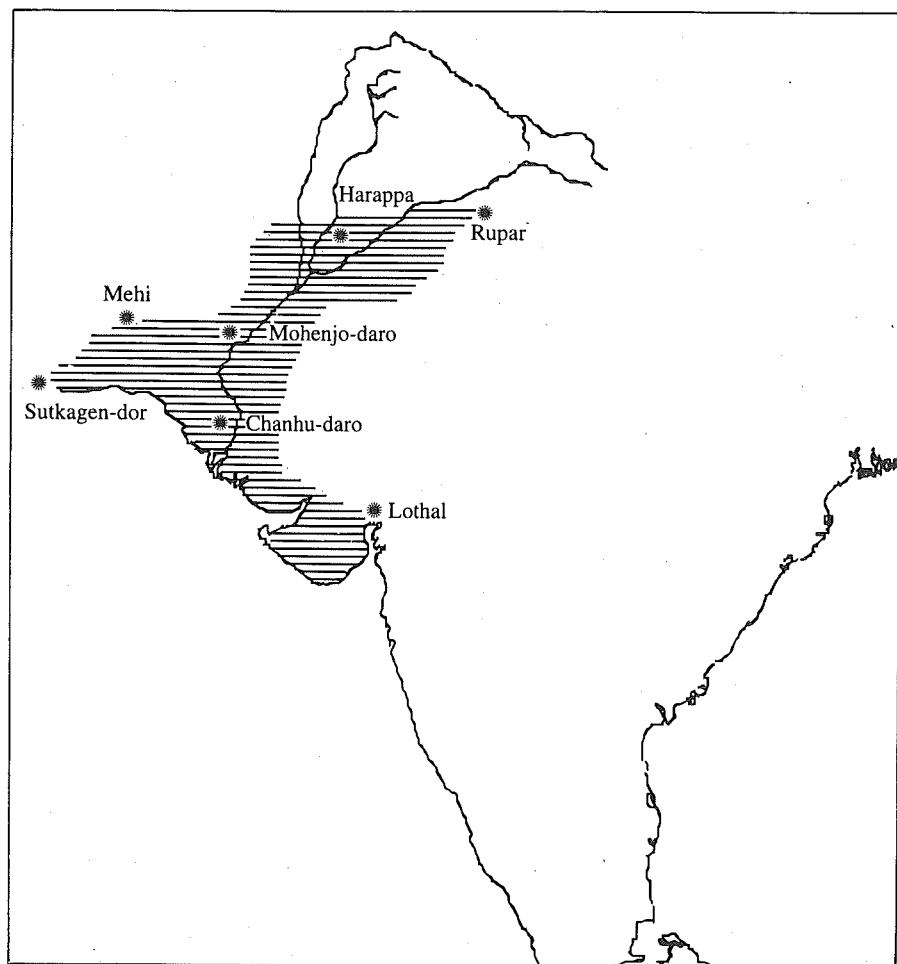 Harappa
Rupar
Mehi
Mohenjo-daro
Sutkagen-dor
Chanhu-daro
Lothal